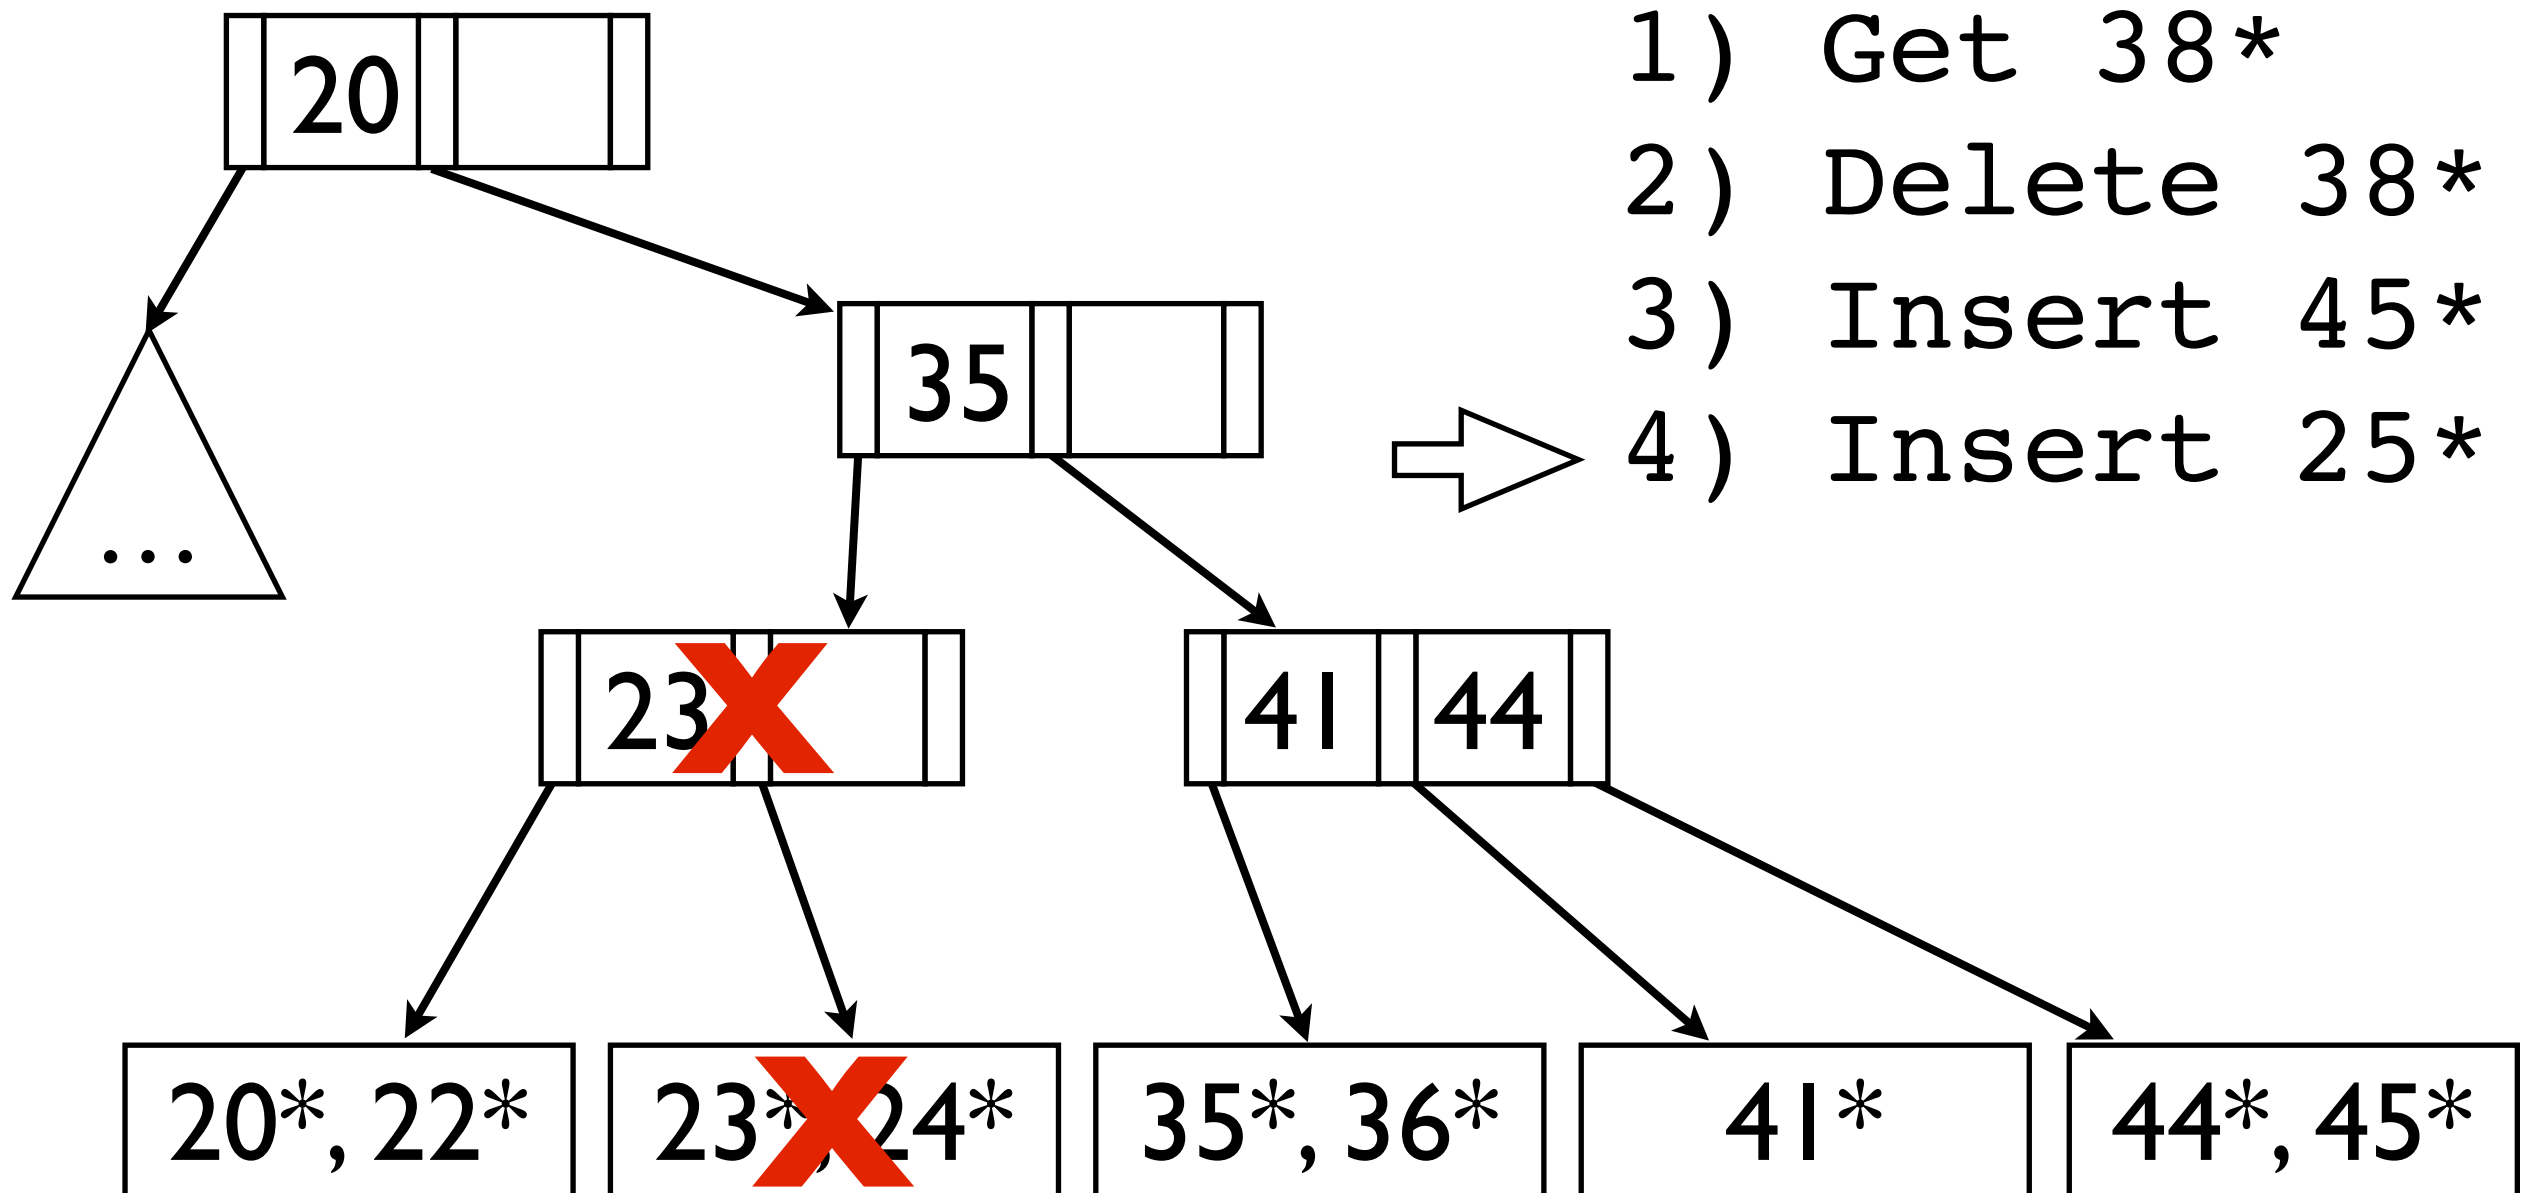 1) Get 38*
2) Delete 38*
3) Insert 45*
4) Insert 25*
20
35
...
23 X
41 44
20*, 22*
23*, 24* X
35*, 36*
41*
44*, 45*